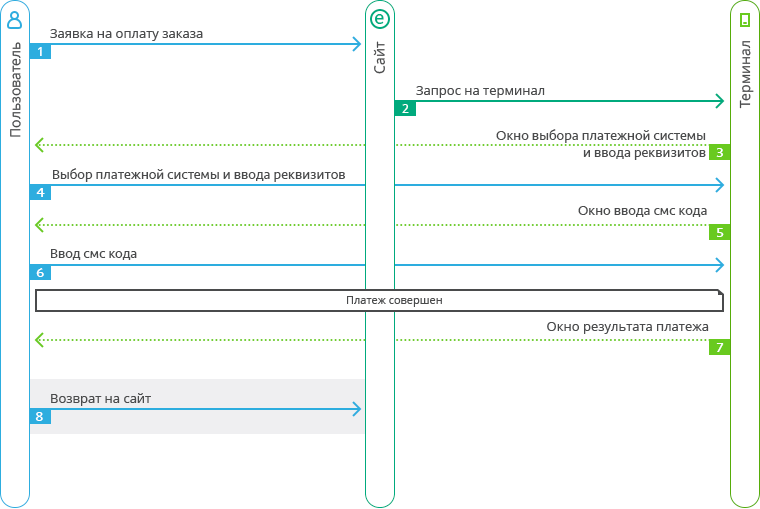 Пользователь
Сайт
Терминал
Заявка на оплату заказа
1
Запрос на терминал
2
Окно выбора платежной системы
и ввода реквизитов
3
Выбор платежной системы и ввода реквизитов
4
Окно ввода смс кода
5
Ввод смс кода
6
Платеж совершен
Окно результата платежа
7
Возврат на сайт
8